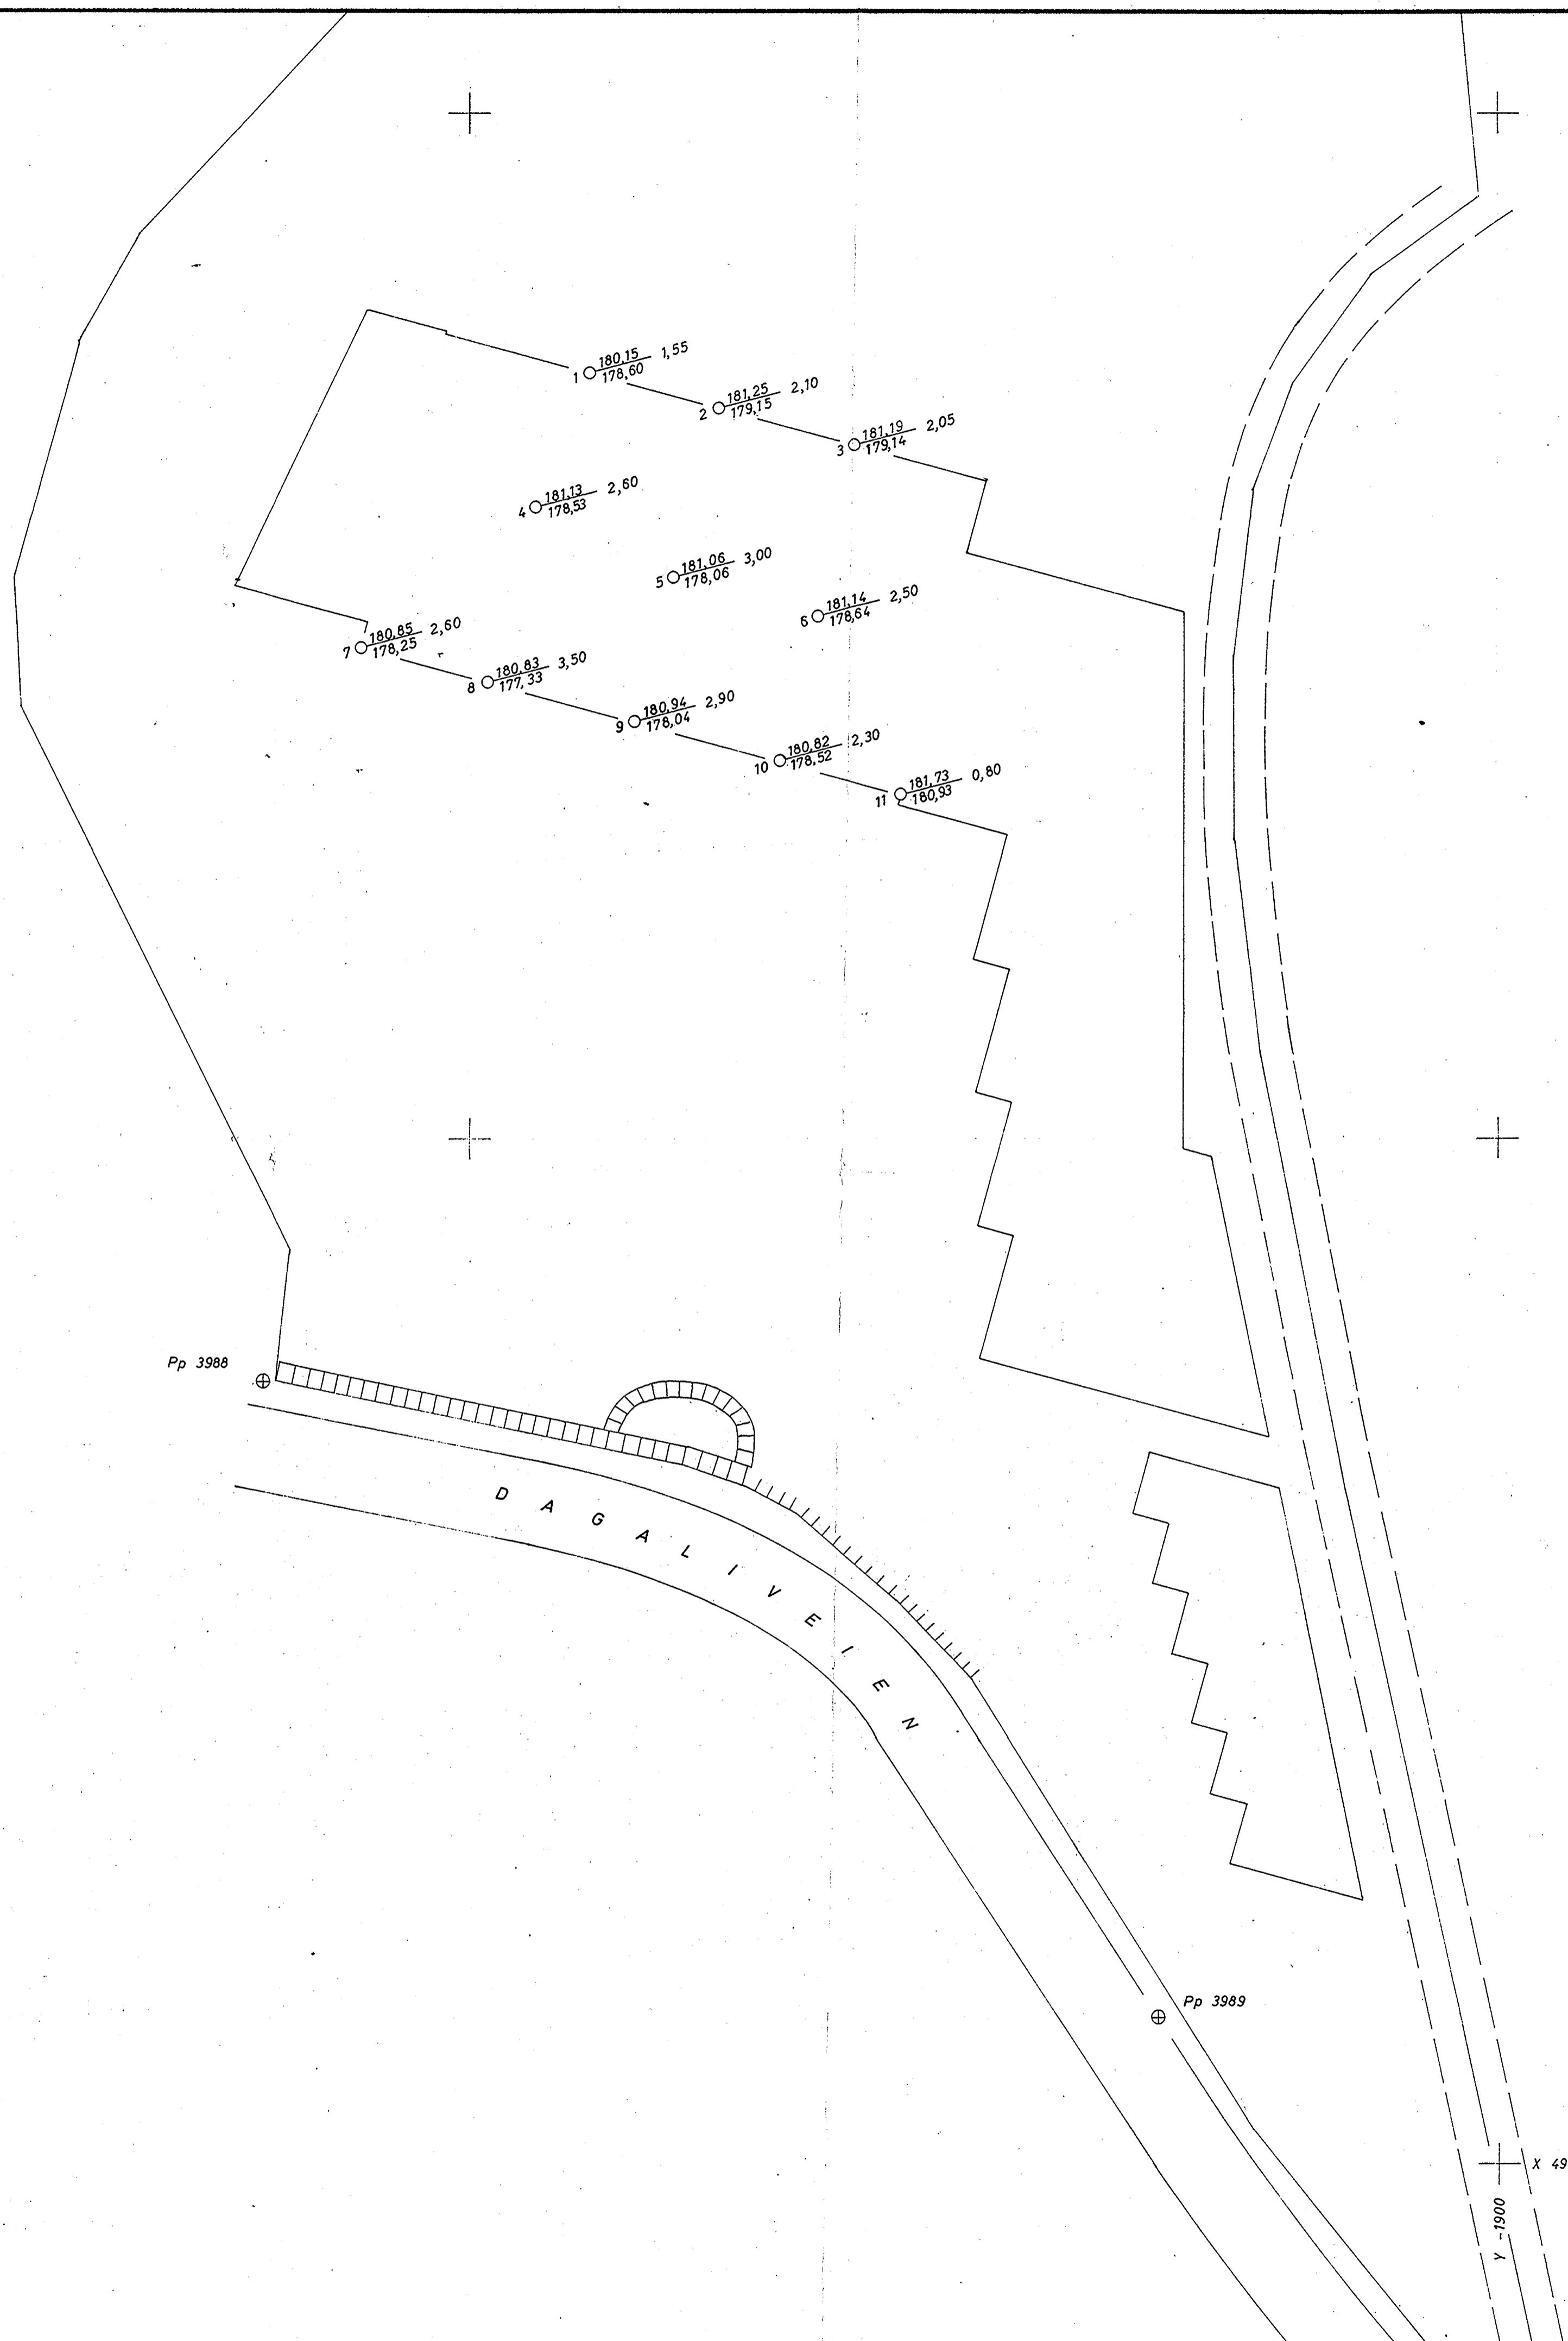 1 180,15 1,55
178,60
2 181,25 2,10
179,15
3 181,19 2,05
179,14
4 181,13 2,60
178,53
5 181,06 3,00
178,06
6 181,14 2,50
178,64
7 180,85 2,60
178,25
8 180,83 3,50
177,33
9 180,94 2,90
178,04
10 180,82 2,30
178,52
11 181,73 0,80
180,93
Pp 3988
DAGALIVEIEN
Pp 3989
X 49
Y -1900